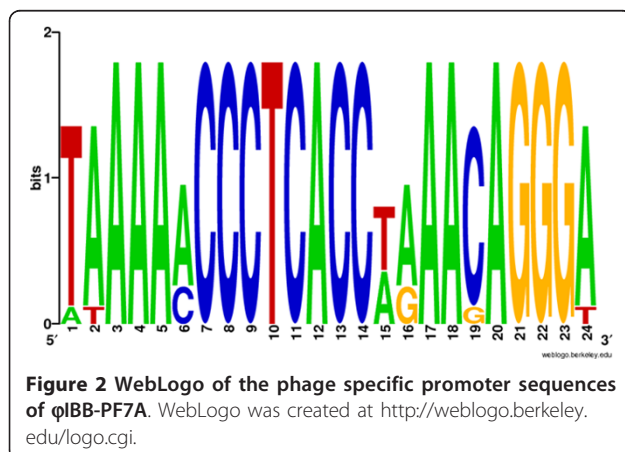 2
bits
1
0
TAAAAACCCTCACCTAAACAGGGA
ATCAGGT
1 2 3 4 5 6 7 8 9 10 11 12 13 14 15 16 17 18 19 20 21 22 23 24
5′ 3′
weblogo.berkeley.edu
Figure 2 WebLogo of the phage specific promoter sequences
of φIBB-PF7A. WebLogo was created at http://weblogo.berkeley.
edu/logo.cgi.